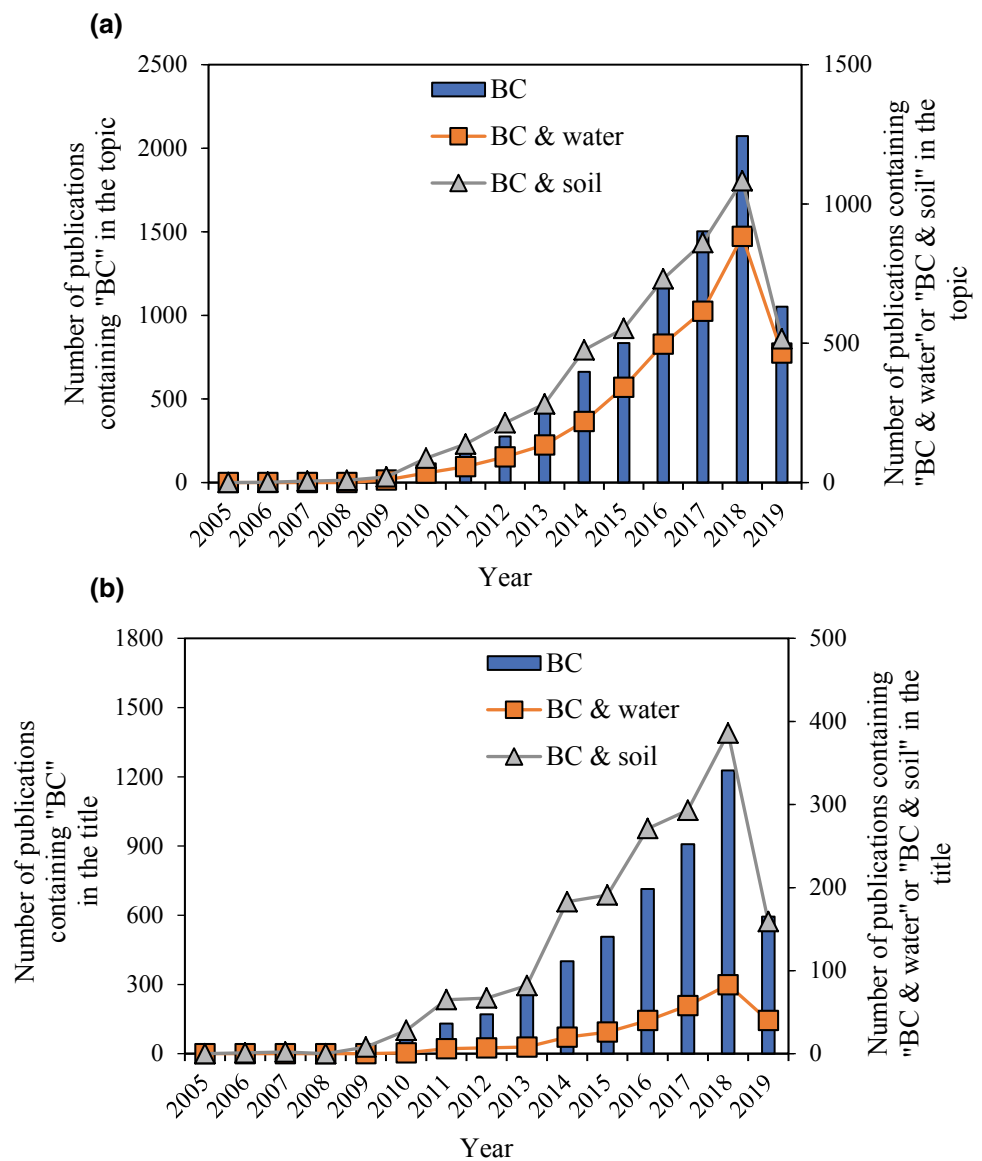 (a)
2500
2000
1500
1000
500
0
1500
1000
500
0
BC
BC & water
BC & soil
Number of publications
containing "BC" in the topic
Number of publications containing
"BC & water"or "BC & soil" in the
topic
2005
2006
2007
2008
2009
2010
2011
2012
2013
2014
2015
2016
2017
2018
2019
Year
(b)
1800
1500
1200
900
600
300
0
500
400
300
200
100
0
BC
BC & water
BC & soil
Number of publications
containing "BC"
in the title
Number of publications containing
"BC & water"or "BC & soil" in the
title
2005
2006
2007
2008
2009
2010
2011
2012
2013
2014
2015
2016
2017
2018
2019
Year